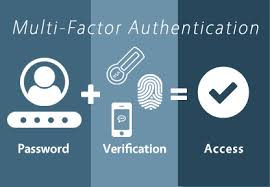 Multi-Factor Authentication
Password
Verification
Access